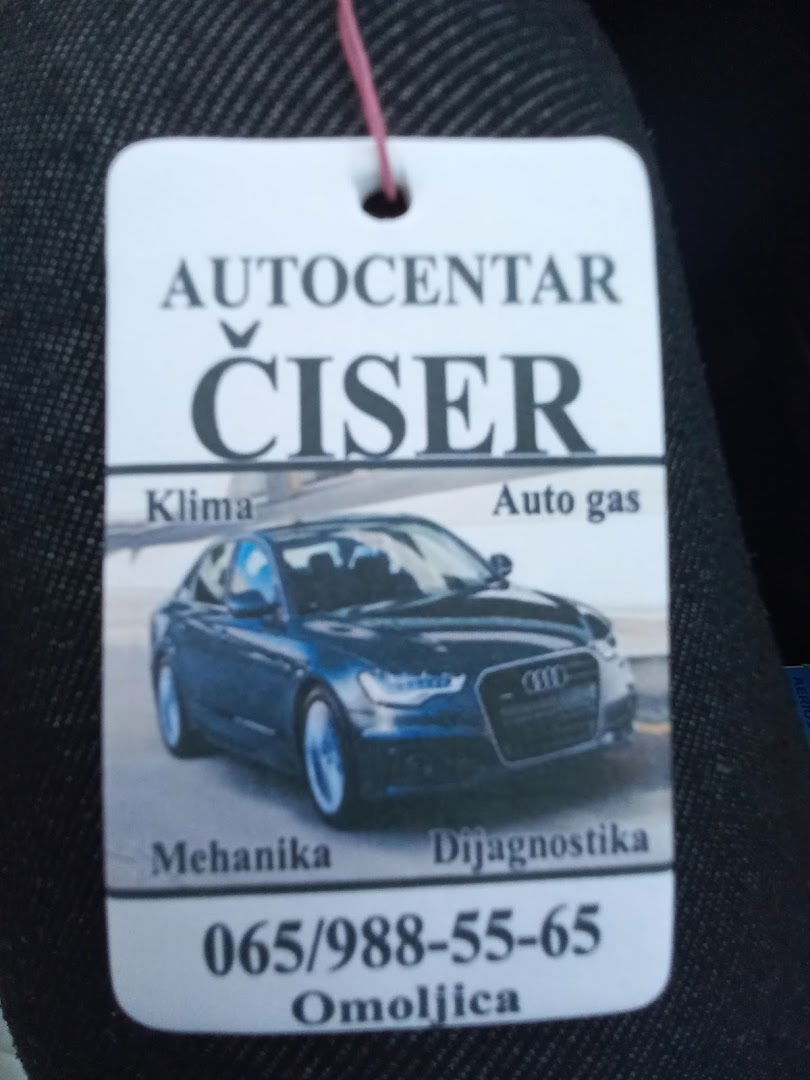 AUTOCENTAR
ČISER
Klima Auto gas
Mehanika Dijagnostika
065/988-55-65
Omoljica